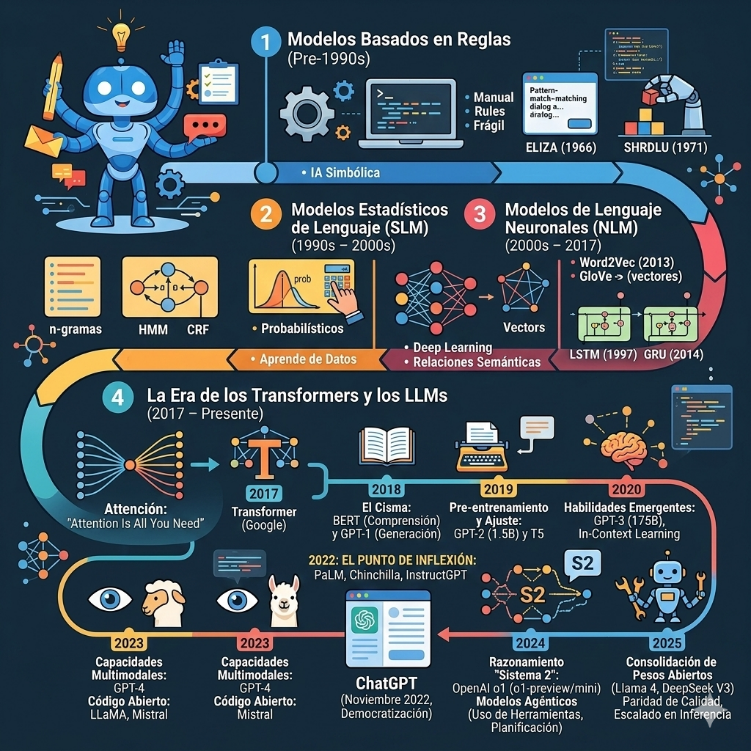 1 Modelos Basados en Reglas
(Pre-1990s)
>_
• Manual
• Rules
• Frágil
Pattern-
match-matching
dialog a...
dratog...
ELIZA (1966)
SHRDLU (1971)
• IA Simbólica
2 Modelos Estadísticos
de Lenguaje (SLM)
(1990s – 2000s)
3 Modelos de Lenguaje
Neuronales (NLM)
(2000s – 2017)
• Word2Vec (2013)
• GloVe -> (vectores)
n-gramas
HMM
CRF
prob
• Probabilísticos
Vectors
LSTM (1997)
GRU (2014)
• Aprende de Datos
• Deep Learning
• Relaciones Semánticas
4 La Era de los Transformers y los LLMs
(2017 – Presente)
Atención:
"Attention Is All You Need"
T
2017
Transformer
(Google)
2018
El Cisma:
BERT (Comprensión)
y GPT-1 (Generación)
2019
Pre-entrenamiento
y Ajuste:
GPT-2 (1.5B) y T5
2020
Habilidades Emergentes:
GPT-3 (175B),
In-Context Learning
2022: EL PUNTO DE INFLEXIÓN:
PaLM, Chinchilla, InstructGPT
2023
Capacidades
Multimodales:
GPT-4
Código Abierto:
LLaMA, Mistral
2023
Capacidades
Multimodales:
GPT-4
Código Abierto:
Mistral
ChatGPT
(Noviembre 2022,
Democratización)
S2
S2
2024
Razonamiento
"Sistema 2":
OpenAI o1 (o1-preview/mini)
Modelos Agénticos
(Uso de Herramientas,
Planificación)
2025
Consolidación de
Pesos Abiertos
(Llama 4, DeepSeek V3)
Paridad de Calidad,
Escalado en Inferencia